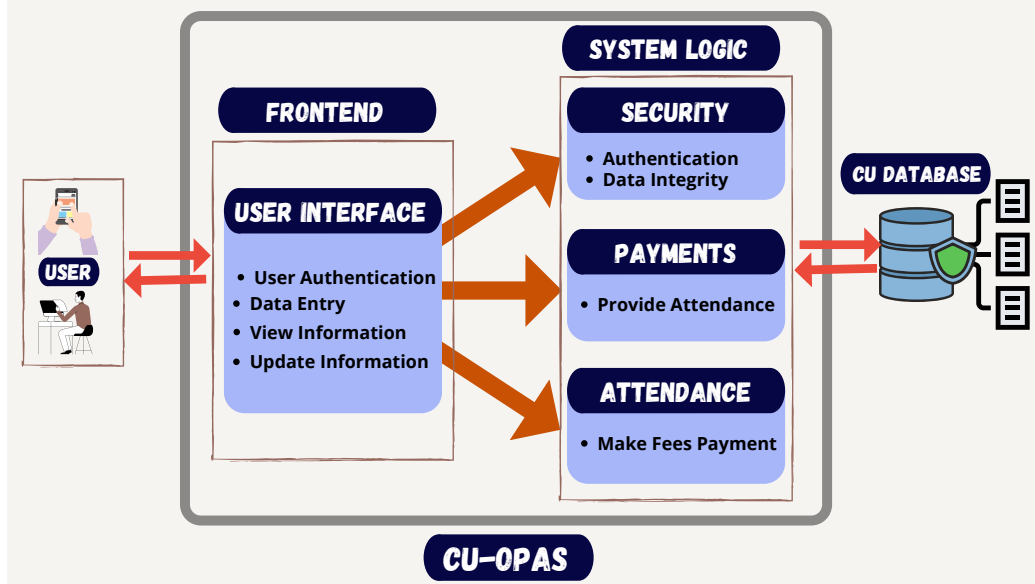 USER
FRONTEND
USER INTERFACE
• User Authentication
• Data Entry
• View Information
• Update Information
SYSTEM LOGIC
SECURITY
• Authentication
• Data Integrity
PAYMENTS
• Provide Attendance
ATTENDANCE
• Make Fees Payment
CU DATABASE
CU-OPAS